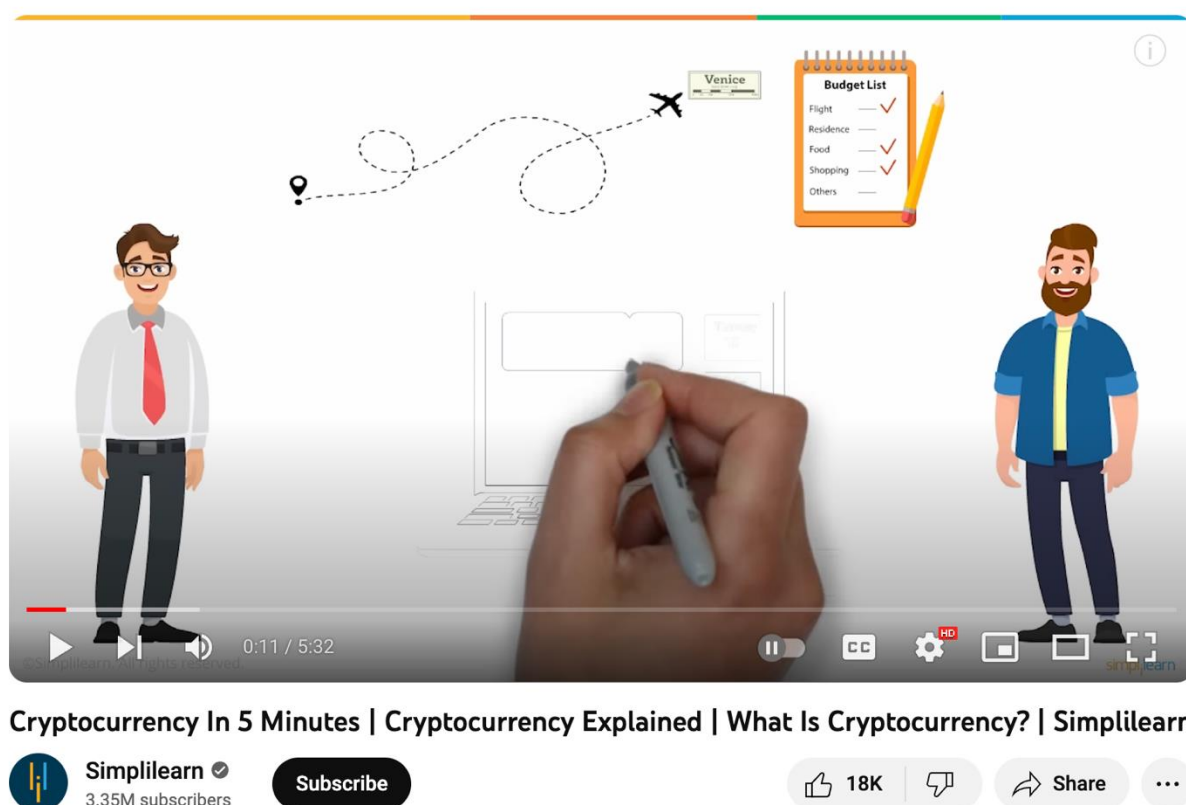 Venice
Budget List
Flight
Residence
Food
Shopping
Others
0:11 / 5:32
CC
HD
©Simplilearn. All rights reserved.
simplilearn
Cryptocurrency In 5 Minutes | Cryptocurrency Explained | What Is Cryptocurrency? | Simplilearn
Simplilearn
3.35M subscribers
Subscribe
18K
Share